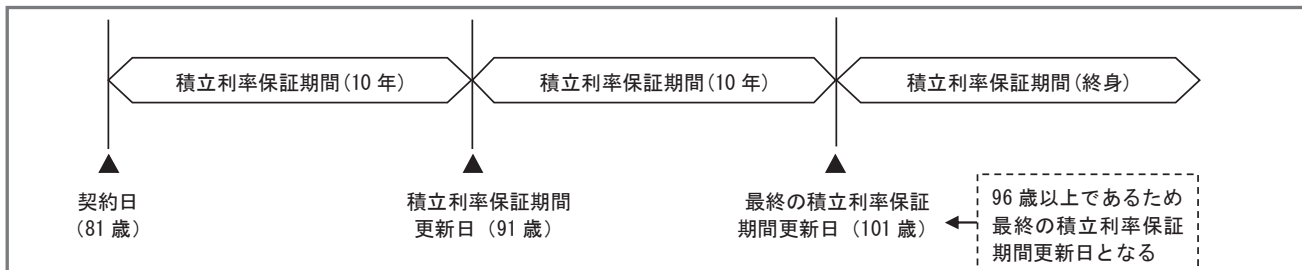 積立利率保証期間(10年)
積立利率保証期間(10年)
積立利率保証期間(終身)
契約日
(81歳)
積立利率保証期間
更新日(91歳)
最終の積立利率保証
期間更新日(101歳)
96歳以上であるため
最終の積立利率保証
期間更新日となる